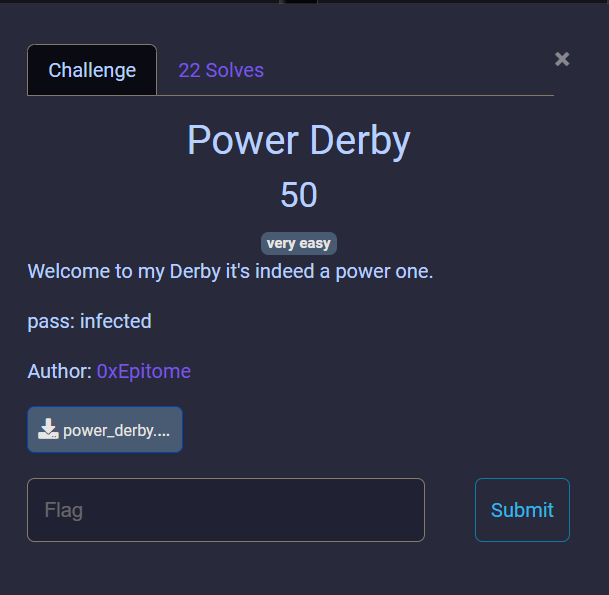 Challenge
22 Solves
×
Power Derby
50
very easy
Welcome to my Derby it's indeed a power one.
pass: infected
Author: 0xEpitome
power_derby....
Flag
Submit